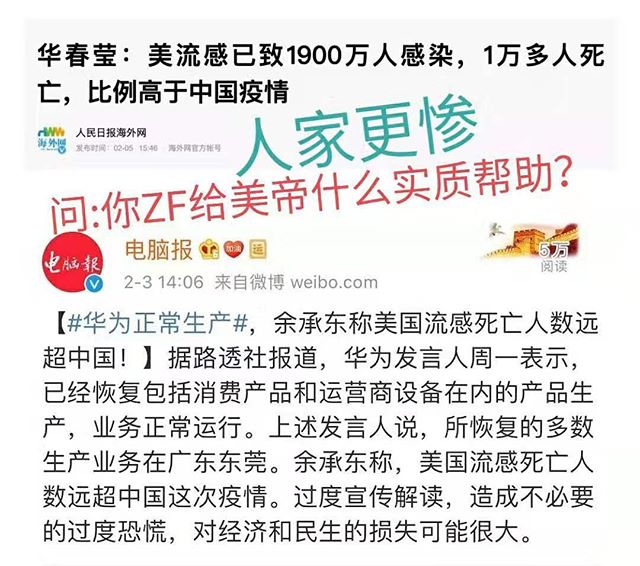 华春莹：美流感已致1900万人感染，1万多人死
亡，比例高于中国疫情
人民日报海外网
发布时间：02-05 15:46 海外网官方帐号
海外网
人家更惨
问:你ZF给美帝什么实质帮助?
电脑报
电脑报 加油 运
5万
阅读
2-3 14:06 来自微博 weibo.com
【#华为正常生产#，余承东称美国流感死亡人数远
超中国！】据路透社报道，华为发言人周一表示，
已经恢复包括消费产品和运营商设备在内的产品生
产，业务正常运行。上述发言人说，所恢复的多数
生产业务在广东东莞。余承东称，美国流感死亡人
数远超中国这次疫情。过度宣传解读，造成不必要
的过度恐慌，对经济和民生的损失可能很大。